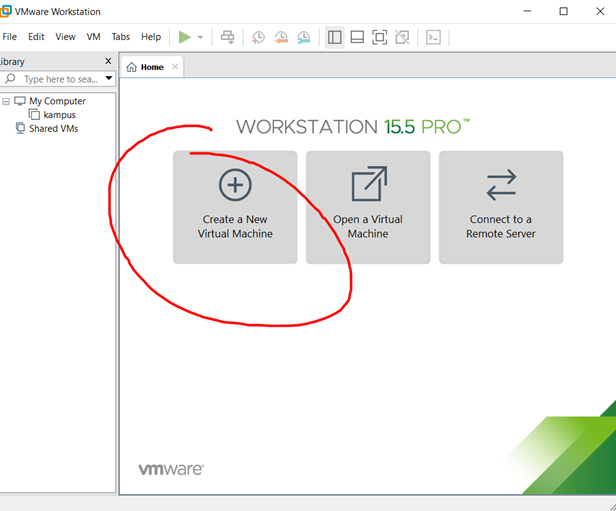 VMware Workstation
File Edit View VM Tabs Help
Library
Type here to sea...
My Computer
kampus
Shared VMs
Home
WORKSTATION 15.5 PRO™
Create a New
Virtual Machine
Open a Virtual
Machine
Connect to a
Remote Server
vmware®